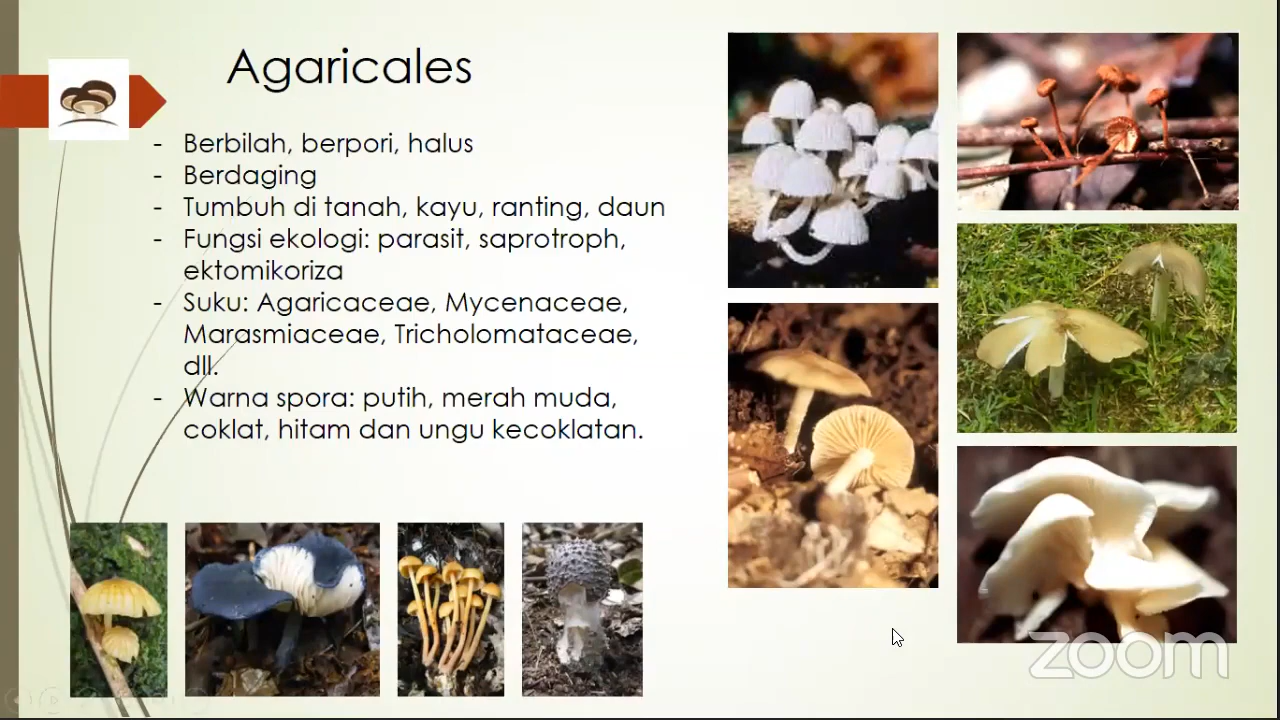 Agaricales
- Berbilah, berpori, halus
- Berdaging
- Tumbuh di tanah, kayu, ranting, daun
- Fungsi ekologi: parasit, saprotroph,
ektomikoriza
- Suku: Agaricaceae, Mycenaceae,
Marasmiaceae, Tricholomataceae,
dll.
- Warna spora: putih, merah muda,
coklat, hitam dan ungu kecoklatan.
zoom